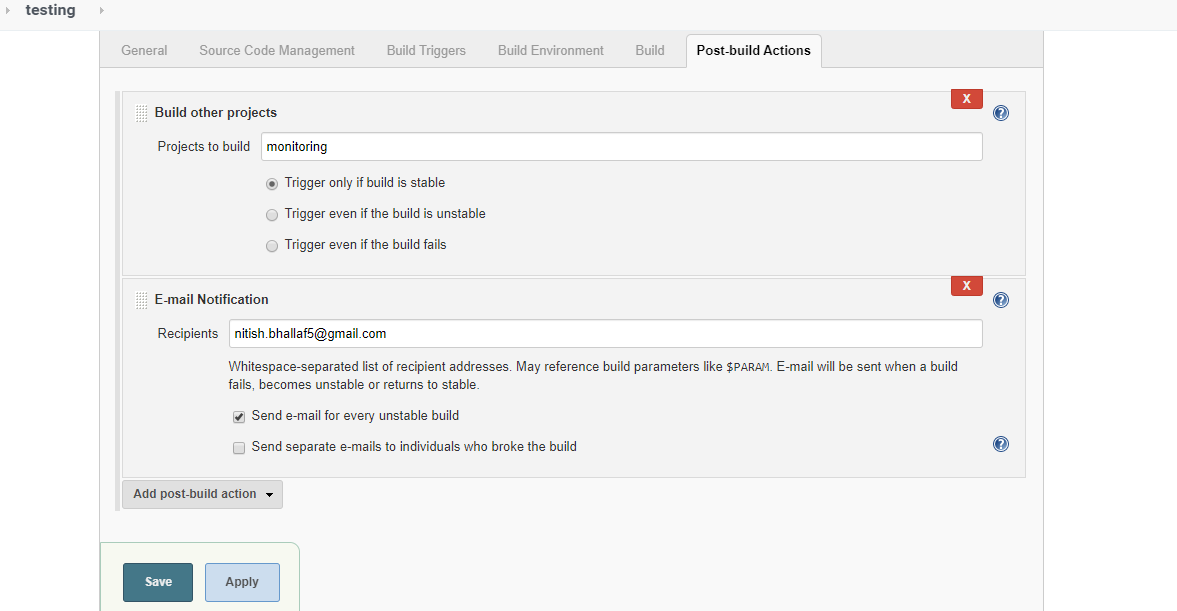 testing
General Source Code Management Build Triggers Build Environment Build Post-build Actions
X
Build other projects ?
Projects to build monitoring
Trigger only if build is stable
Trigger even if the build is unstable
Trigger even if the build fails
X
E-mail Notification ?
Recipients nitish.bhallaf5@gmail.com
Whitespace-separated list of recipient addresses. May reference build parameters like $PARAM. E-mail will be sent when a build
fails, becomes unstable or returns to stable.
Send e-mail for every unstable build
Send separate e-mails to individuals who broke the build ?
Add post-build action
Save Apply